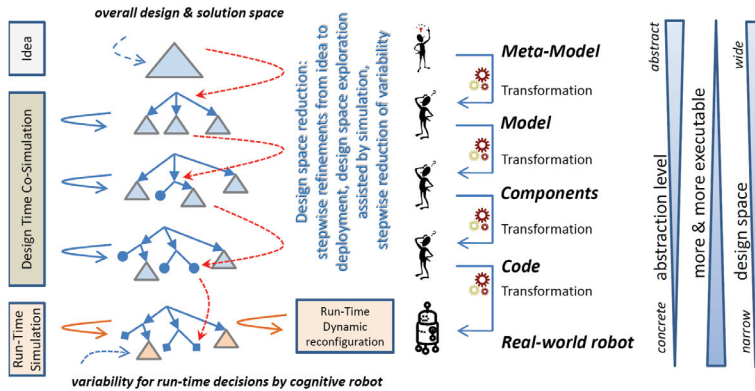 overall design & solution space
Idea
Design Time Co-Simulation
Run-Time
Simulation
Design space reduction:
stepwise refinements from idea to
deployment, design space exploration
assisted by simulation,
stepwise reduction of variability
Run-Time
Dynamic
reconfiguration
variability for run-time decisions by cognitive robot
Meta-Model
Transformation
Model
Transformation
Components
Transformation
Code
Transformation
Real-world robot
abstract
abstraction level
concrete
more & more executable
wide
design space
narrow